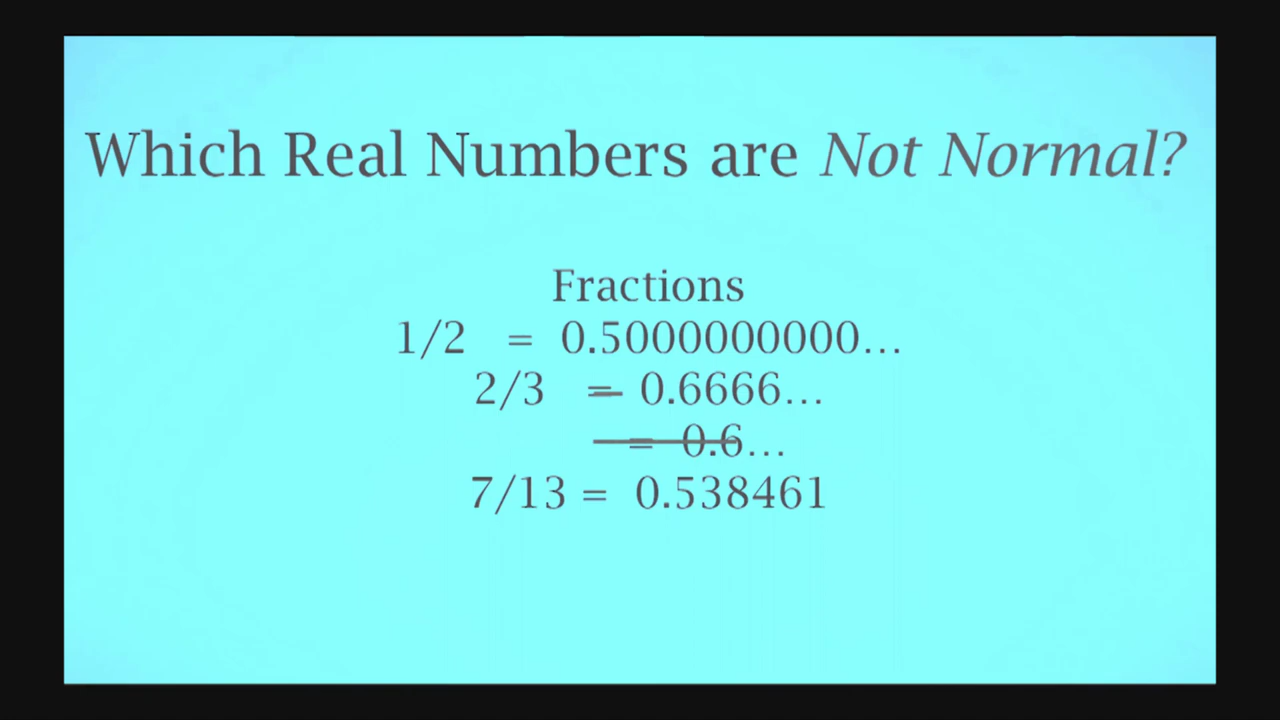 Which Real Numbers are Not Normal?
Fractions
1/2 = 0.5000000000...
2/3 = 0.6666...
= 0.6...
7/13 = 0.538461